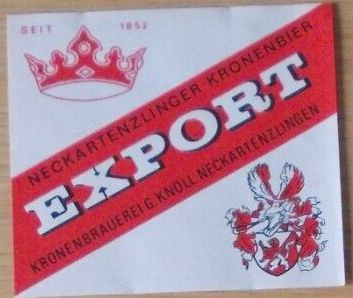 SEIT 1852
NECKARTENZLINGER KRONENBIER
EXPORT
KRONENBRAUEREI G. KNOLL NECKARTENZLINGEN